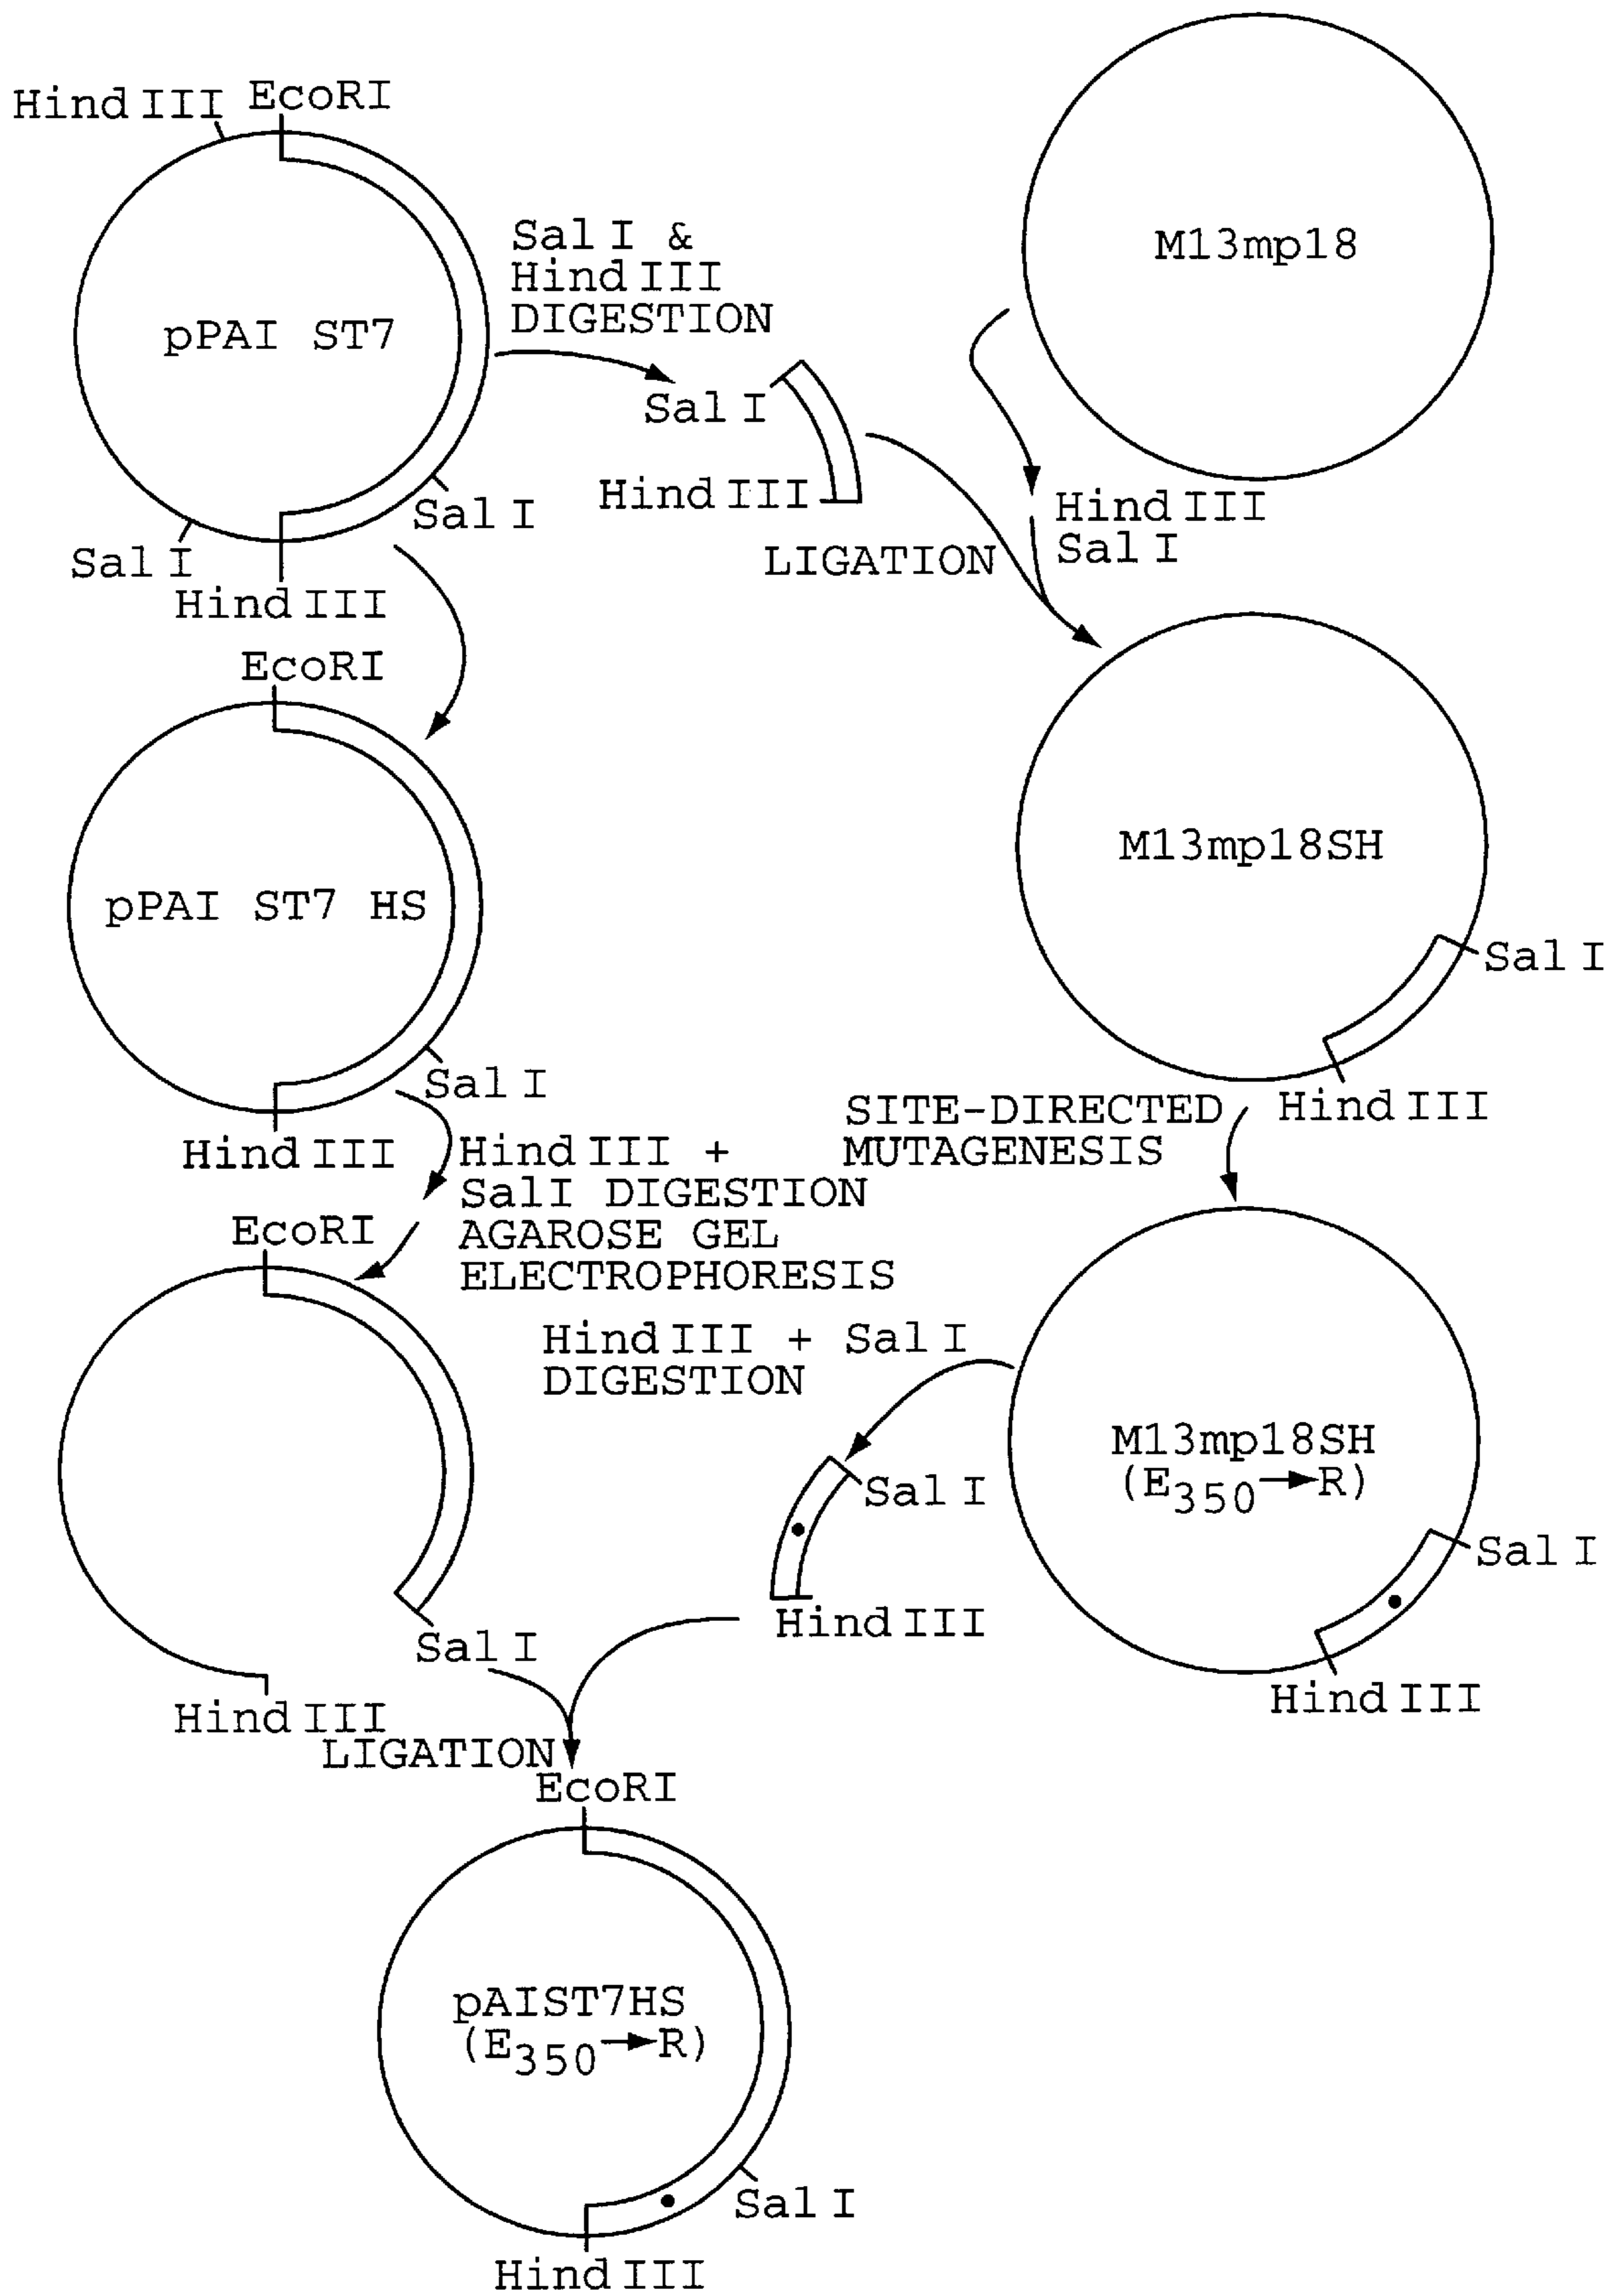 Hind III
EcoRI
M13mp18
Sal I &
Hind III
DIGESTION
pPAI ST7
Sal I
Hind III
Sal I
Sal I
Hind III
Hind III
Sal I
LIGATION
EcoRI
pPAI ST7 HS
M13mp18SH
Sal I
Hind III
Sal I
Hind III
SITE-DIRECTED
MUTAGENESIS
Hind III +
SalI DIGESTION
AGAROSE GEL
ELECTROPHORESIS
EcoRI
Hind III + Sal I
DIGESTION
M13mp18SH
(E350→R)
Sal I
Hind III
Sal I
Hind III
Sal I
Hind III
LIGATION
EcoRI
pAIST7HS
(E350→R)
Sal I
Hind III